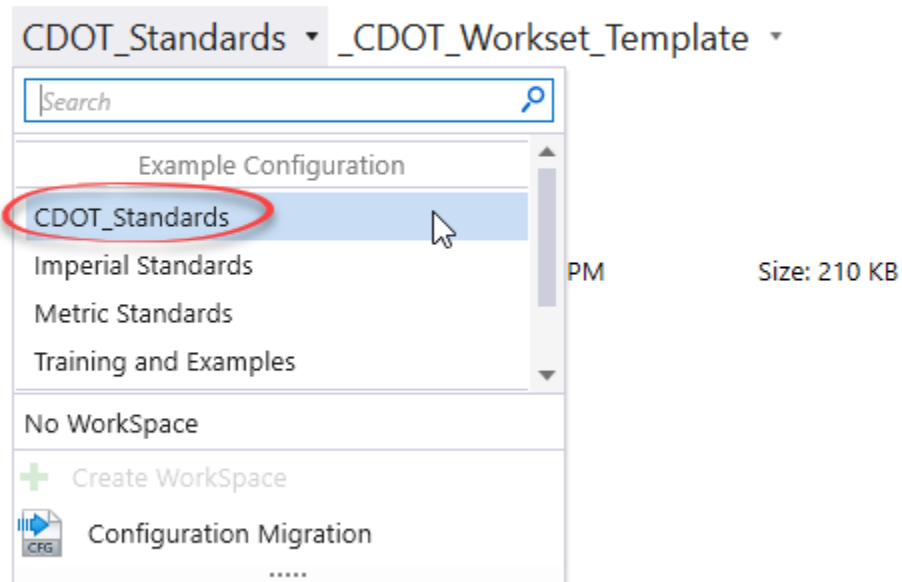 CDOT_Standards _CDOT_Workset_Template
Search
Example Configuration
CDOT_Standards
Imperial Standards
PM Size: 210 KB
Metric Standards
Training and Examples
No WorkSpace
Create WorkSpace
CFG Configuration Migration